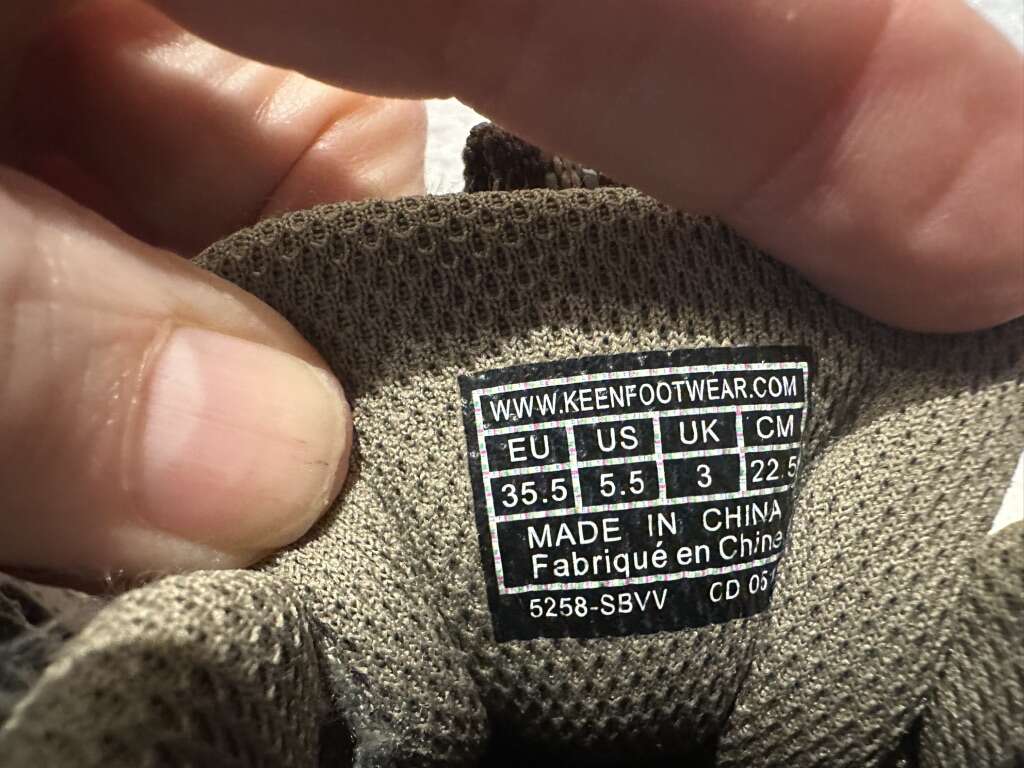 WWW.KEENFOOTWEAR.COM
EU US UK CM
35.5 5.5 3 22.5
MADE IN CHINA
Fabriqué en Chine
5258-SBVV CD